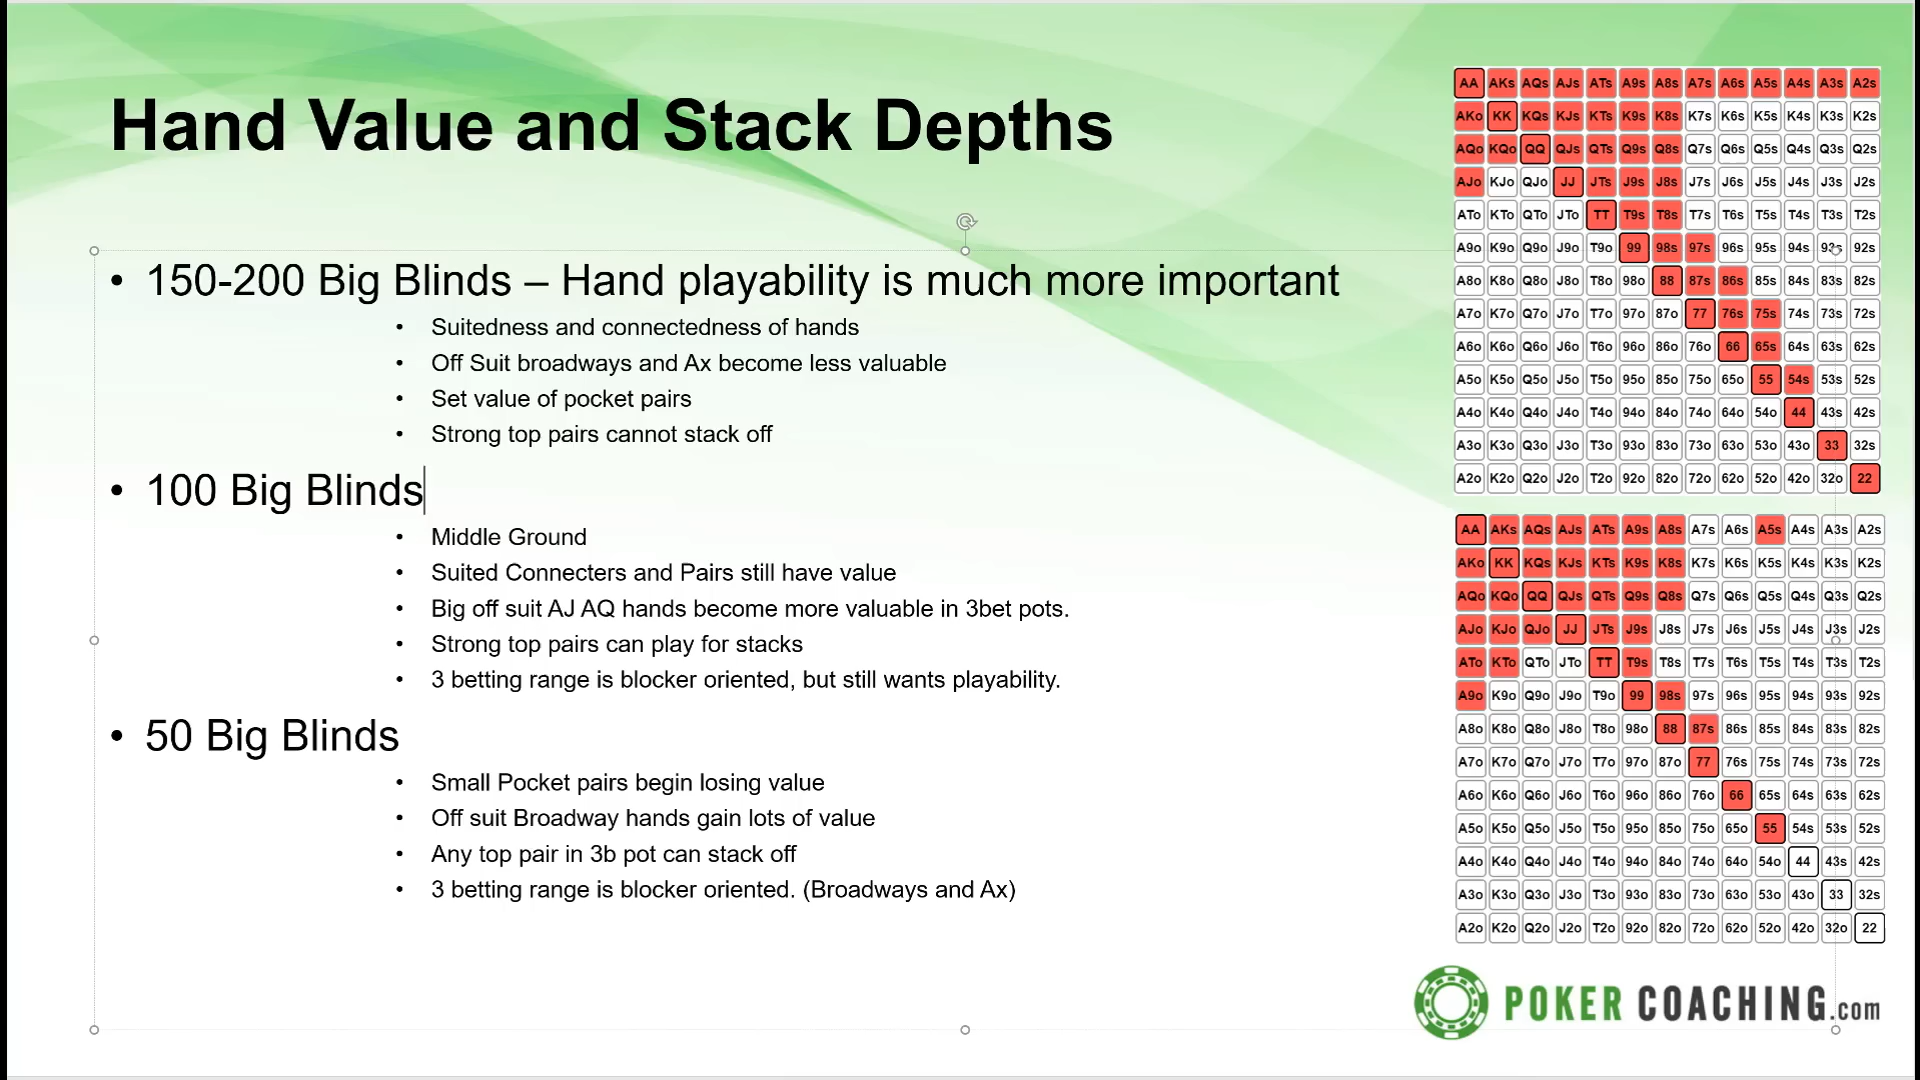 Hand Value and Stack Depths
• 150-200 Big Blinds – Hand playability is much more important
• Suitedness and connectedness of hands
• Off Suit broadways and Ax become less valuable
• Set value of pocket pairs
• Strong top pairs cannot stack off
• 100 Big Blinds
• Middle Ground
• Suited Connecters and Pairs still have value
• Big off suit AJ AQ hands become more valuable in 3bet pots.
• Strong top pairs can play for stacks
• 3 betting range is blocker oriented, but still wants playability.
• 50 Big Blinds
• Small Pocket pairs begin losing value
• Off suit Broadway hands gain lots of value
• Any top pair in 3b pot can stack off
• 3 betting range is blocker oriented. (Broadways and Ax)
AA AKs AQs AJs ATs A9s A8s A7s A6s A5s A4s A3s A2s
AKo KK KQs KJs KTs K9s K8s K7s K6s K5s K4s K3s K2s
AQo KQo QQ QJs QTs Q9s Q8s Q7s Q6s Q5s Q4s Q3s Q2s
AJo KJo QJo JJ JTs J9s J8s J7s J6s J5s J4s J3s J2s
ATo KTo QTo JTo TT T9s T8s T7s T6s T5s T4s T3s T2s
A9o K9o Q9o J9o T9o 99 98s 97s 96s 95s 94s 93s 92s
A8o K8o Q8o J8o T8o 98o 88 87s 86s 85s 84s 83s 82s
A7o K7o Q7o J7o T7o 97o 87o 77 76s 75s 74s 73s 72s
A6o K6o Q6o J6o T6o 96o 86o 76o 66 65s 64s 63s 62s
A5o K5o Q5o J5o T5o 95o 85o 75o 65o 55 54s 53s 52s
A4o K4o Q4o J4o T4o 94o 84o 74o 64o 54o 44 43s 42s
A3o K3o Q3o J3o T3o 93o 83o 73o 63o 53o 43o 33 32s
A2o K2o Q2o J2o T2o 92o 82o 72o 62o 52o 42o 32o 22
AA AKs AQs AJs ATs A9s A8s A7s A6s A5s A4s A3s A2s
AKo KK KQs KJs KTs K9s K8s K7s K6s K5s K4s K3s K2s
AQo KQo QQ QJs QTs Q9s Q8s Q7s Q6s Q5s Q4s Q3s Q2s
AJo KJo QJo JJ JTs J9s J8s J7s J6s J5s J4s J3s J2s
ATo KTo QTo JTo TT T9s T8s T7s T6s T5s T4s T3s T2s
A9o K9o Q9o J9o T9o 99 98s 97s 96s 95s 94s 93s 92s
A8o K8o Q8o J8o T8o 98o 88 87s 86s 85s 84s 83s 82s
A7o K7o Q7o J7o T7o 97o 87o 77 76s 75s 74s 73s 72s
A6o K6o Q6o J6o T6o 96o 86o 76o 66 65s 64s 63s 62s
A5o K5o Q5o J5o T5o 95o 85o 75o 65o 55 54s 53s 52s
A4o K4o Q4o J4o T4o 94o 84o 74o 64o 54o 44 43s 42s
A3o K3o Q3o J3o T3o 93o 83o 73o 63o 53o 43o 33 32s
A2o K2o Q2o J2o T2o 92o 82o 72o 62o 52o 42o 32o 22
POKER COACHING.com